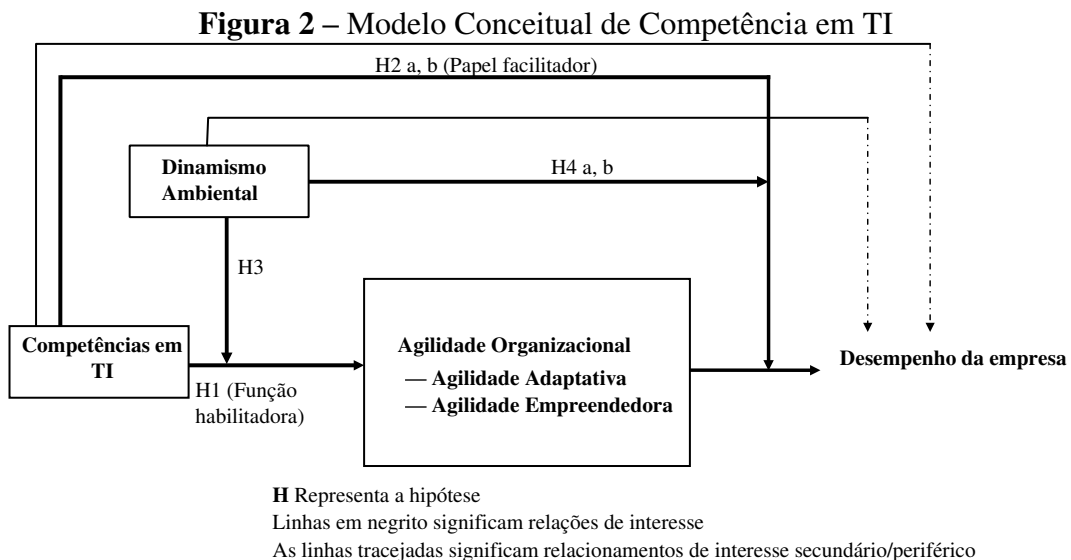 Figura 2 – Modelo Conceitual de Competência em TI
H2 a, b (Papel facilitador)
Dinamismo
Ambiental
H4 a, b
H3
Competências em
TI
H1 (Função
habilitadora)
Agilidade Organizacional
— Agilidade Adaptativa
— Agilidade Empreendedora
Desempenho da empresa
H Representa a hipótese
Linhas em negrito significam relações de interesse
As linhas tracejadas significam relacionamentos de interesse secundário/periférico